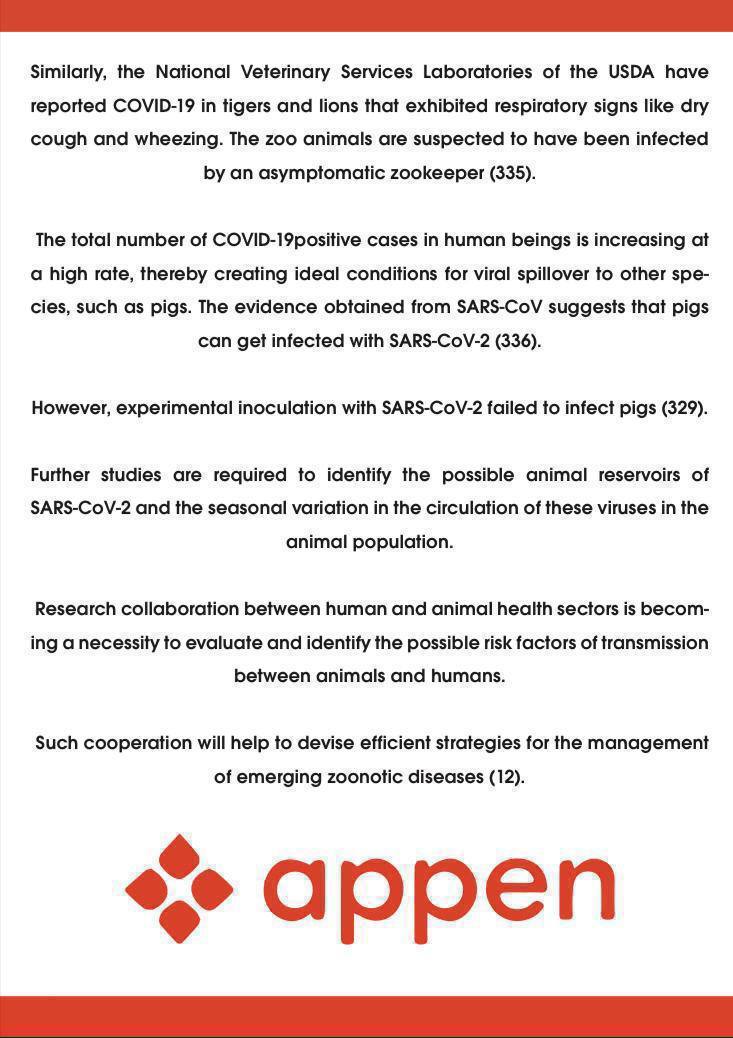 Similarly, the National Veterinary Services Laboratories of the USDA have
reported COVID-19 in tigers and lions that exhibited respiratory signs like dry
cough and wheezing. The zoo animals are suspected to have been infected
by an asymptomatic zookeeper (335).
The total number of COVID-19positive cases in human beings is increasing at
a high rate, thereby creating ideal conditions for viral spillover to other spe-
cies, such as pigs. The evidence obtained from SARS-CoV suggests that pigs
can get infected with SARS-CoV-2 (336).
However, experimental inoculation with SARS-CoV-2 failed to infect pigs (329).
Further studies are required to identify the possible animal reservoirs of
SARS-CoV-2 and the seasonal variation in the circulation of these viruses in the
animal population.
Research collaboration between human and animal health sectors is becom-
ing a necessity to evaluate and identify the possible risk factors of transmission
between animals and humans.
Such cooperation will help to devise efficient strategies for the management
of emerging zoonotic diseases (12).
appen